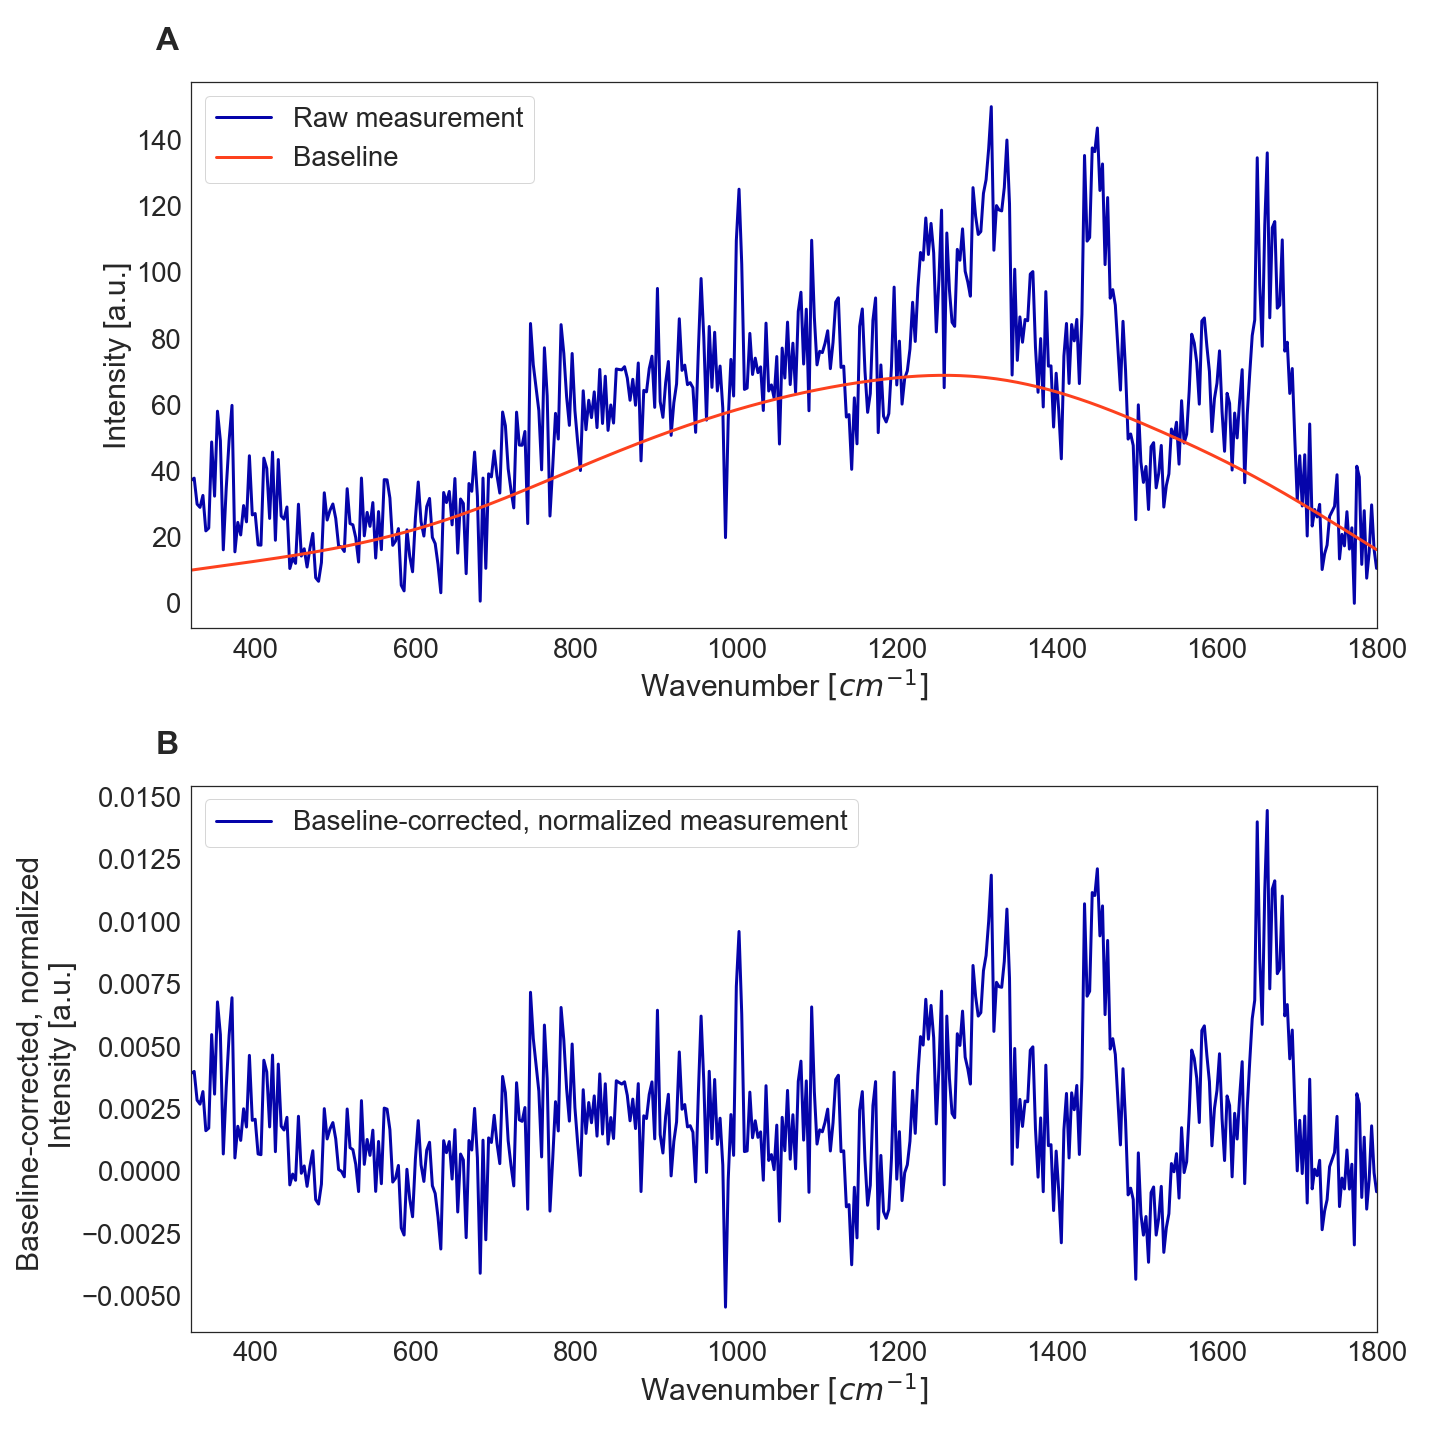 A
Raw measurement
Baseline
140
120
100
80
60
40
20
0
Intensity [a.u.]
400 600 800 1000 1200 1400 1600 1800
Wavenumber [cm⁻¹]
B
Baseline-corrected, normalized measurement
0.0150
0.0125
0.0100
0.0075
0.0050
0.0025
0.0000
−0.0025
−0.0050
Baseline-corrected, normalized
Intensity [a.u.]
400 600 800 1000 1200 1400 1600 1800
Wavenumber [cm⁻¹]